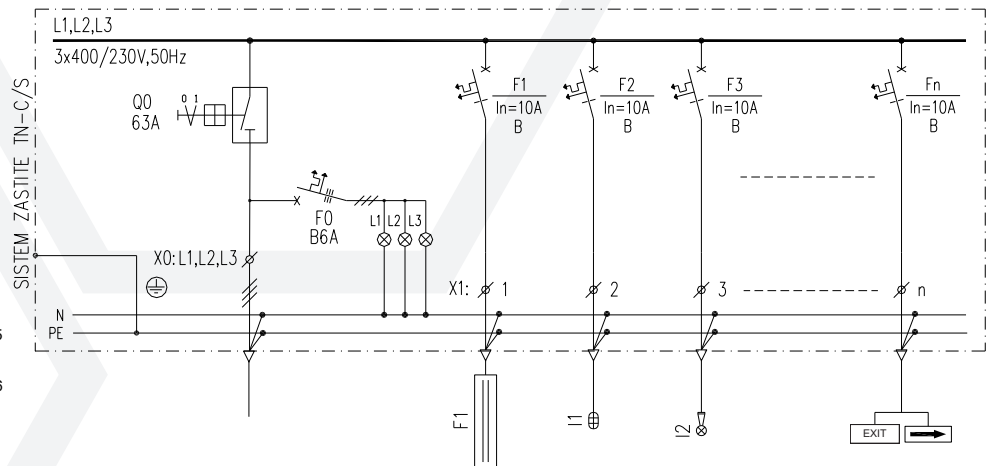 L1,L2,L3
3x400/230V,50Hz
SISTEM ZASTITE TN-C/S
Q0
63A
0 1
F0
B6A
L1 L2 L3
F1
In=10A
B
F2
In=10A
B
F3
In=10A
B
Fn
In=10A
B
X0:L1,L2,L3
X1: 1 2 3 n
N
PE
F1
I1
I2
EXIT